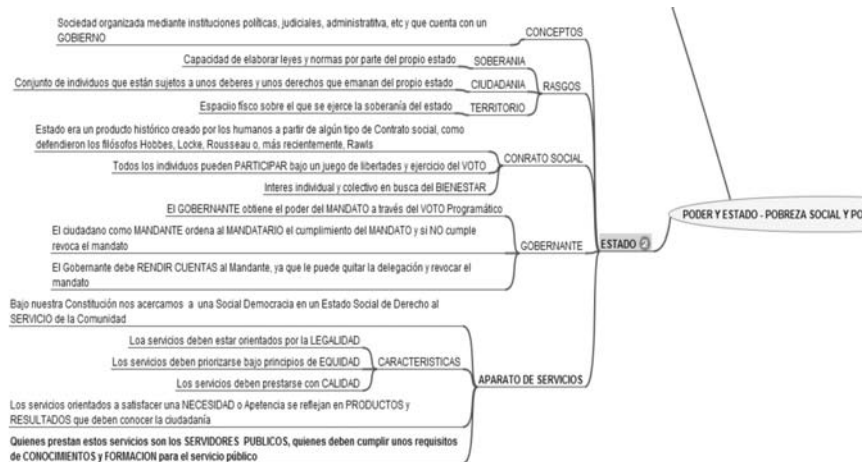 Sociedad organizada mediante instituciones políticas, judiciales, administratitva, etc y que cuenta con un
GOBIERNO
CONCEPTOS
Capacidad de elaborar leyes y normas por parte del propio estado
SOBERANIA
Conjunto de individuos que están sujetos a unos deberes y unos derechos que emanan del propio estado
CIUDADANIA
Espaciio físco sobre el que se ejerce la soberanía del estado
TERRITORIO
RASGOS
Estado era un producto histórico creado por los humanos a partir de algún tipo de Contrato social, como
defendieron los filósofos Hobbes, Locke, Rousseau o, más recientemente, Rawls
Todos los individuos pueden PARTICIPAR bajo un juego de libertades y ejercicio del VOTO
Interes individual y colectivo en busca del BIENESTAR
CONRATO SOCIAL
El GOBERNANTE obtiene el poder del MANDATO a través del VOTO Programático
El ciudadano como MANDANTE ordena al MANDATARIO el cumplimiento del MANDATO y si NO cumple
revoca el mandato
El Gobernante debe RENDIR CUENTAS al Mandante, ya que le puede quitar la delegación y revocar el
mandato
GOBERNANTE
Bajo nuestra Constitución nos acercamos a una Social Democracia en un Estado Social de Derecho al
SERVICIO de la Comunidad
Loa servicios deben estar orientados por la LEGALIDAD
Los servicios deben priorizarse bajo principios de EQUIDAD
Los servicios deben prestarse con CALIDAD
CARACTERISTICAS
Los servicios orientados a satisfacer una NECESIDAD o Apetencia se reflejan en PRODUCTOS y
RESULTADOS que deben conocer la ciudadanía
Quienes prestan estos servicios son los SERVIDORES PUBLICOS, quienes deben cumplir unos requisitos
de CONOCIMIENTOS y FORMACION para el servicio público
APARATO DE SERVICIOS
ESTADO
PODER Y ESTADO - POBREZA SOCIAL Y PO